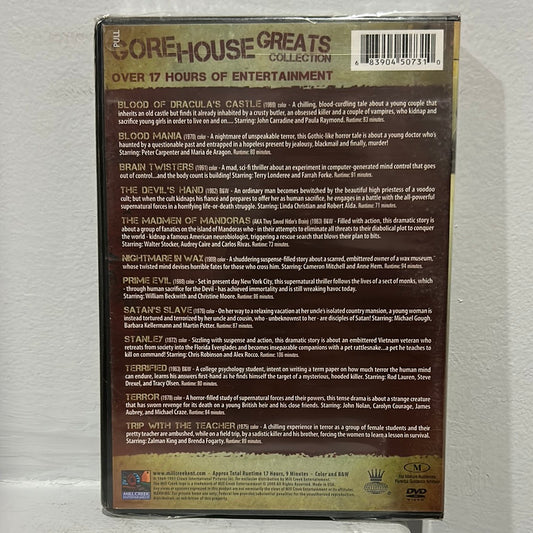 PULL
GOREHOUSE GREATS
COLLECTION
6 83904 50731 0
OVER 17 HOURS OF ENTERTAINMENT
BLOOD OF DRACULA'S CASTLE (1969) color - A chilling, blood-curdling tale about a young couple that
inherits an old castle but finds it already inhabited by a crusty butler, an obsessed killer and a couple of vampires, who kidnap and
sacrifice young girls in order to live on and on.... Starring: John Carradine and Paula Raymond.
BLOOD MANIA (1970) color - A nightmare of unspeakable terror, this Gothic-like horror tale is about a young doctor who's
haunted by a questionable past and entrapped in a hopeless present by jealousy, blackmail and finally, murder!
Starring: Peter Carpenter and Maria de Aragon. Runtime: 80 minutes.
BRAIN TWISTERS (1991) color - A mad, sci-fi thriller about an experiment in computer-generated mind control that goes
out of control...and the body count is building! Starring: Terry Londeree and Farrah Forke. Runtime: 91 minutes.
THE DEVIL'S HAND (1962) B&W - An ordinary man becomes bewitched by the beautiful high priestess of a voodoo
cult; but when the cult kidnaps his fiancé and prepares to offer her as human sacrifice, he engages in a battle with the all-powerful
supernatural forces in a horrifying life-or-death struggle. Starring: Linda Christian and Robert Alda. Runtime: 71 minutes.
THE MADMEN OF MANDORAS (AKA They Saved Hitler's Brain) (1963) B&W - Filled with action, this dramatic story is
about a group of fanatics on the island of Mandoras who - in their attempts to eliminate all threats to their diabolical plot to conquer
the world - kidnap a famous American neurobiologist, triggering a rescue search that blows their plan to bits.
Starring: Walter Stocker, Audrey Caire and Carlos Rivas. Runtime: 73 minutes.
NIGHTMARE IN WAX (1969) color - A shuddering suspense-filled story about a scarred, embittered owner of a wax museum,
whose twisted mind devises horrible fates for those who cross him. Starring: Cameron Mitchell and Anne Helm. Runtime: 94 minutes.
PRIME EVIL (1988) color - Set in present day New York City, this supernatural thriller follows the lives of a sect of monks, which
- through human sacrifice for the Devil - has achieved immortality and is still wreaking havoc today.
Starring: William Beckwith and Christine Moore. Runtime: 86 minutes.
SATAN'S SLAVE (1976) color - On her way to a relaxing vacation at her uncle's isolated country mansion, a young woman is
instead tortured and terrorized by her uncle and cousin, who - unbeknownst to her - are disciples of Satan! Starring: Michael Gough,
Barbara Kellermann and Martin Potter. Runtime: 87 minutes.
STANLEY (1972) color - Sizzling with suspense and action, this dramatic story is about an embittered Vietnam veteran who
retreats from society into the Florida Everglades and becomes inseparable companions with a pet rattlesnake...a pet he teaches to
kill on command! Starring: Chris Robinson and Alex Rocco. Runtime: 106 minutes.
TERRIFIED (1963) B&W - A college psychology student, intent on writing a term paper on how much terror the human mind
can endure, learns his answers first-hand as he finds himself the target of a mysterious, hooded killer. Starring: Rod Lauren, Steve
Drexel, and Tracy Olsen. Runtime: 80 minutes.
TERROR (1978) color - A horror-filled study of supernatural forces and their powers, this tense drama is about a strange creature
that has sworn revenge for its death on a young British heir and his close friends. Starring: John Nolan, Carolyn Courage, James
Aubrey, and Michael Craze. Runtime: 84 minutes.
TRIP WITH THE TEACHER (1975) color - A chilling experience in terror as a group of female students and their
pretty teacher are ambushed, while on a field trip, by a sadistic killer and his brother, forcing the women to learn a lesson in survival.
Starring: Zalman King and Brenda Fogarty. Runtime: 89 minutes.
www.millcreekent.com - Approx Total Runtime 17 Hours, 9 Minutes - Color and B&W
MILL CREEK
ENTERTAINMENT
M
DVD
VIDEO